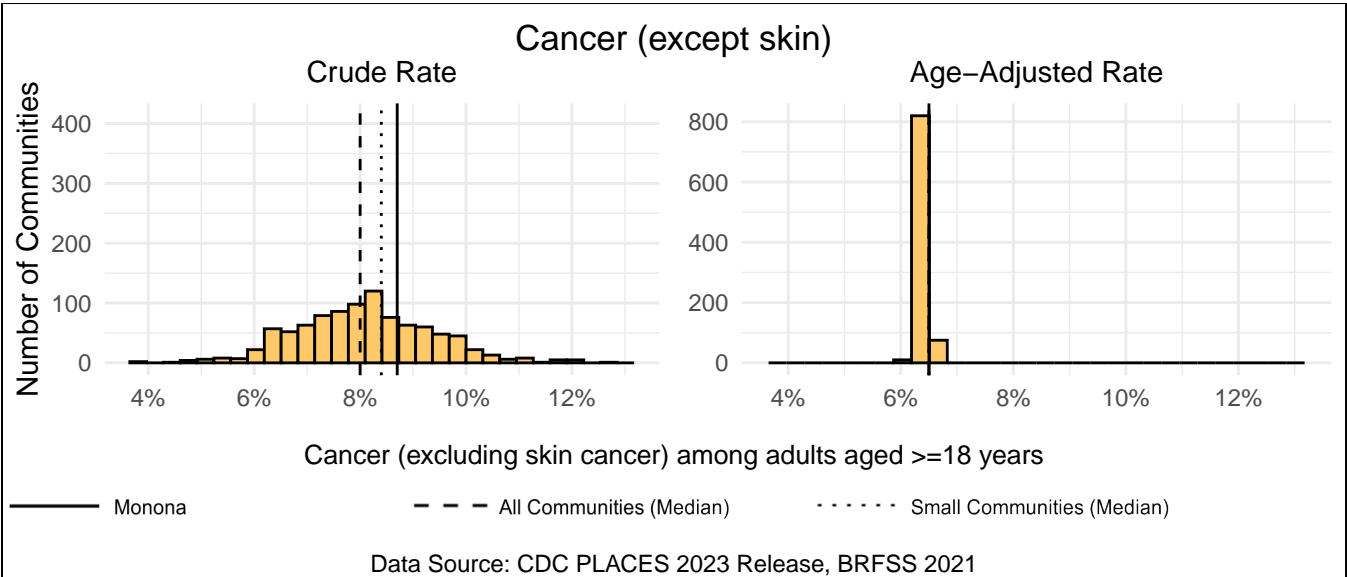 Cancer (except skin)
Crude Rate
Age−Adjusted Rate
Number of Communities
400
300
200
100
0
4%
6%
8%
10%
12%
800
600
400
200
0
4%
6%
8%
10%
12%
Cancer (excluding skin cancer) among adults aged >=18 years
Monona
All Communities (Median)
Small Communities (Median)
Data Source: CDC PLACES 2023 Release, BRFSS 2021